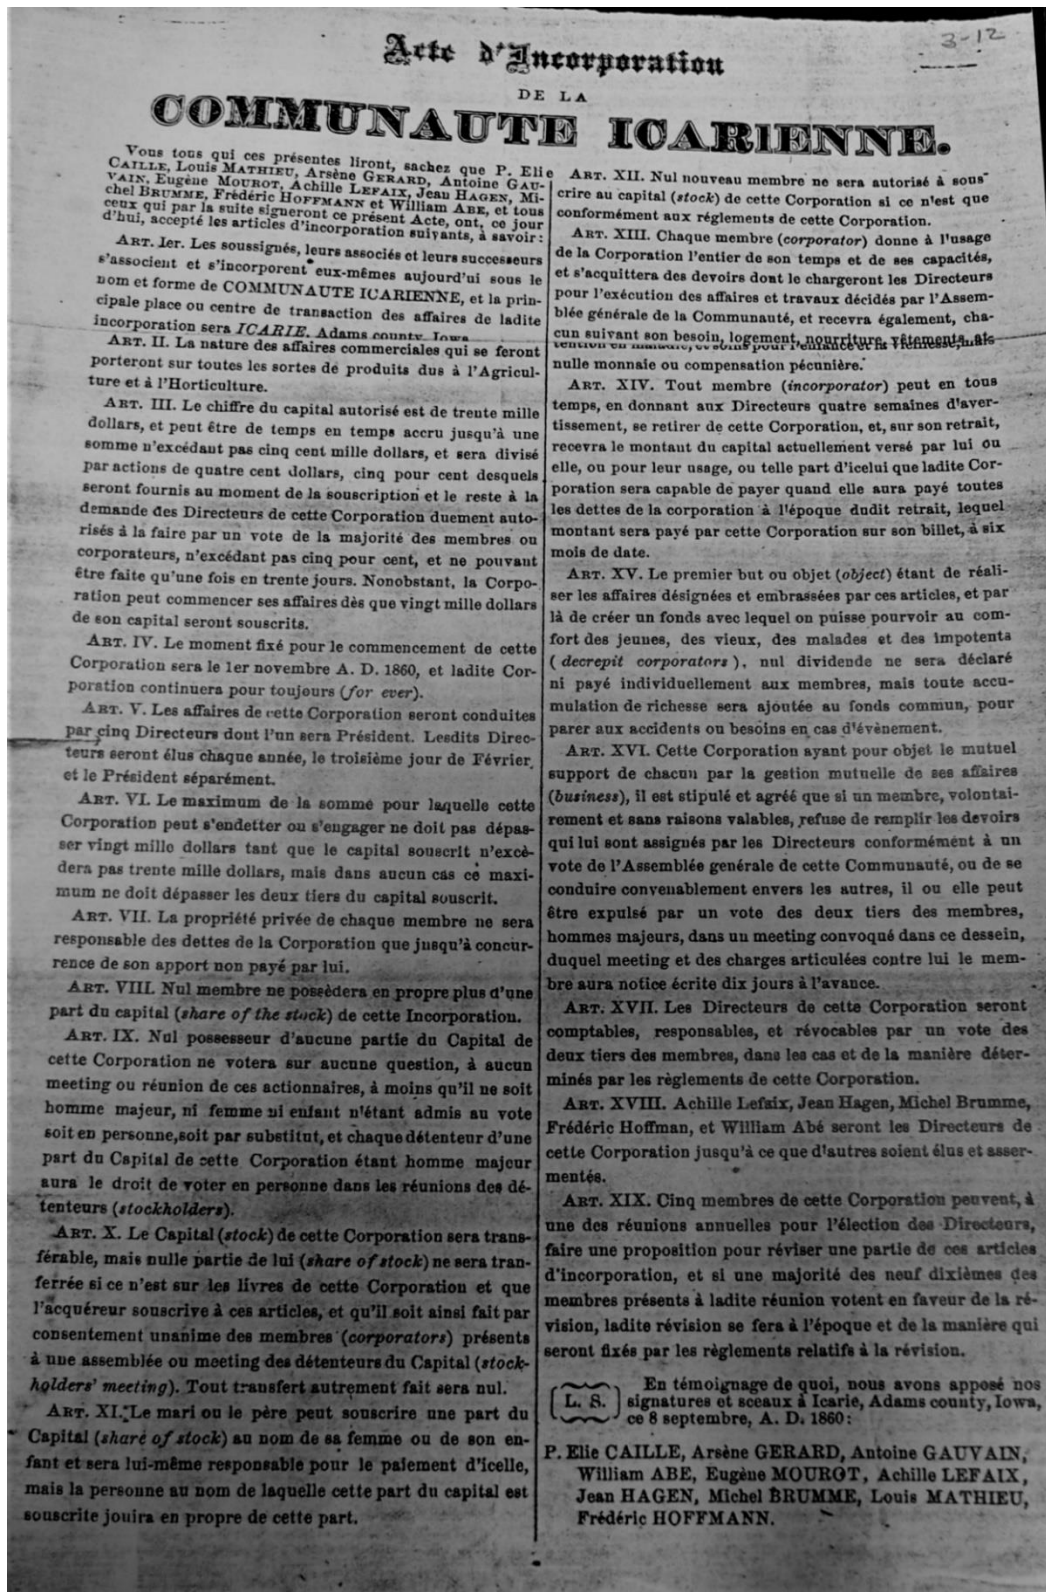 3-12
Acte d'Incorporation
DE LA
COMMUNAUTE ICARIENNE.
Vous tous qui ces présentes liront, sachez que P. Elie
CAILLE, Louis MATHIEU, Arsène GERARD, Antoine GAU-
VAIN, Eugène MOUROT, Achille LEFAIX, Jean HAGEN, Mi-
chel BRUMME, Frédéric HOFFMANN et William ABE, et tous
ceux qui par la suite signeront ce présent Acte, ont, ce jour
d'hui, accepté les articles d'incorporation suivants, à savoir:
ART. Ier. Les soussignés, leurs associés et leurs successeurs
s'associent et s'incorporent eux-mêmes aujourd'ui sous le
nom et forme de COMMUNAUTE ICARIENNE, et la prin-
cipale place ou centre de transaction des affaires de ladite
incorporation sera ICARIE, Adams county, Iowa
ART. II. La nature des affaires commerciales qui se feront
porteront sur toutes les sortes de produits dus à l'Agricul-
ture et à l'Horticulture.
ART. III. Le chiffre du capital autorisé est de trente mille
dollars, et peut être de temps en temps accru jusqu'à une
somme n'excédant pas cinq cent mille dollars, et sera divisé
par actions de quatre cent dollars, cinq pour cent desquels
seront fournis au moment de la souscription et le reste à la
demande des Directeurs de cette Corporation duement auto-
risés à la faire par un vote de la majorité des membres ou
corporateurs, n'excédant pas cinq pour cent, et ne pouvant
être faite qu'une fois en trente jours. Nonobstant, la Corpo-
ration peut commencer ses affaires dès que vingt mille dollars
de son capital seront souscrits.
ART. IV. Le moment fixé pour le commencement de cette
Corporation sera le 1er novembre A. D. 1860, et ladite Cor-
poration continuera pour toujours (for ever).
ART. V. Les affaires de cette Corporation seront conduites
par cinq Directeurs dont l'un sera Président. Lesdits Direc-
teurs seront élus chaque année, le troisième jour de Février,
et le Président séparément.
ART. VI. Le maximum de la somme pour laquelle cette
Corporation peut s'endetter ou s'engager ne doit pas dépas-
ser vingt mille dollars tant que le capital souscrit n'excè-
dera pas trente mille dollars, mais dans aucun cas ce maxi-
mum ne doit dépasser les deux tiers du capital souscrit.
ART. VII. La propriété privée de chaque membre ne sera
responsable des dettes de la Corporation que jusqu'à concur-
rence de son apport non payé par lui.
ART. VIII. Nul membre ne possèdera en propre plus d'une
part du capital (share of the stock) de cette Incorporation.
ART. IX. Nul possesseur d'aucune partie du Capital de
cette Corporation ne votera sur aucune question, à aucun
meeting ou réunion de ces actionnaires, à moins qu'il ne soit
homme majeur, ni femme ni enfant n'étant admis au vote
soit en personne,soit par substitut, et chaque détenteur d'une
part du Capital de cette Corporation étant homme majeur
aura le droit de voter en personne dans les réunions des dé-
tenteurs (stockholders).
ART. X. Le Capital (stock) de cette Corporation sera trans-
férable, mais nulle partie de lui (share of stock) ne sera tran-
ferrée si ce n'est sur les livres de cette Corporation et que
l'acquéreur souscrive à ces articles, et qu'il soit ainsi fait par
consentement unanime des membres (corporators) présents
à une assemblée ou meeting des détenteurs du Capital (stock-
holders' meeting). Tout transfert autrement fait sera nul.
ART. XI. Le mari ou le père peut souscrire une part du
Capital (share of stock) au nom de sa femme ou de son en-
fant et sera lui-même responsable pour le paiement d'icelle,
mais la personne au nom de laquelle cette part du capital est
souscrite jouira en propre de cette part.
ART. XII. Nul nouveau membre ne sera autorisé à sous-
crire au capital (stock) de cette Corporation si ce n'est que
conformément aux réglements de cette Corporation.
ART. XIII. Chaque membre (corporator) donne à l'usage
de la Corporation l'entier de son temps et de ses capacités,
et s'acquittera des devoirs dont le chargeront les Directeurs
pour l'exécution des affaires et travaux décidés par l'Assem-
blée générale de la Communauté, et recevra également, cha-
cun suivant son besoin, logement, nourriture, vêtements, at-
tention en maladie, et soins pour l'enfance et la vieillesse, mais
nulle monnaie ou compensation pécunière.
ART. XIV. Tout membre (incorporator) peut en tous
temps, en donnant aux Directeurs quatre semaines d'aver-
tissement, se retirer de cette Corporation, et, sur son retrait,
recevra le montant du capital actuellement versé par lui ou
elle, ou pour leur usage, ou telle part d'icelui que ladite Cor-
poration sera capable de payer quand elle aura payé toutes
les dettes de la corporation à l'époque dudit retrait, lequel
montant sera payé par cette Corporation sur son billet, à six
mois de date.
ART. XV. Le premier but ou objet (object) étant de réali-
ser les affaires désignées et embrassées par ces articles, et par
là de créer un fonds avec lequel on puisse pourvoir au com-
fort des jeunes, des vieux, des malades et des impotents
(decrepit corporators), nul dividende ne sera déclaré
ni payé individuellement aux membres, mais toute accu-
mulation de richesse sera ajoutée au fonds commun, pour
parer aux accidents ou besoins en cas d'évènement.
ART. XVI. Cette Corporation ayant pour objet le mutuel
support de chacun par la gestion mutuelle de ses affaires
(business), il est stipulé et agréé que si un membre, volontai-
rement et sans raisons valables, refuse de remplir les devoirs
qui lui sont assignés par les Directeurs conformément à un
vote de l'Assemblée générale de cette Communauté, ou de se
conduire convenablement envers les autres, il ou elle peut
être expulsé par un vote des deux tiers des membres,
hommes majeurs, dans un meeting convoqué dans ce dessein,
duquel meeting et des charges articulées contre lui le mem-
bre aura notice écrite dix jours à l'avance.
ART. XVII. Les Directeurs de cette Corporation seront
comptables, responsables, et révocables par un vote des
deux tiers des membres, dans les cas et de la manière déter-
minés par les règlements de cette Corporation.
ART. XVIII. Achille Lefaix, Jean Hagen, Michel Brumme,
Frédéric Hoffman, et William Abé seront les Directeurs de
cette Corporation jusqu'à ce que d'autres soient élus et asser-
mentés.
ART. XIX. Cinq membres de cette Corporation peuvent, à
une des réunions annuelles pour l'élection des Directeurs,
faire une proposition pour réviser une partie de ces articles
d'incorporation, et si une majorité des neuf dixièmes des
membres présents à ladite réunion votent en faveur de la ré-
vision, ladite révision se fera à l'époque et de la manière qui
seront fixés par les règlements relatifs à la révision.
L. S.
En témoignage de quoi, nous avons apposé nos
signatures et sceaux à Icarie, Adams county, Iowa,
ce 8 septembre, A. D. 1860:
P. Elie CAILLE, Arsène GERARD, Antoine GAUVAIN,
William ABE, Eugène MOUROT, Achille LEFAIX,
Jean HAGEN, Michel BRUMME, Louis MATHIEU,
Frédéric HOFFMANN.